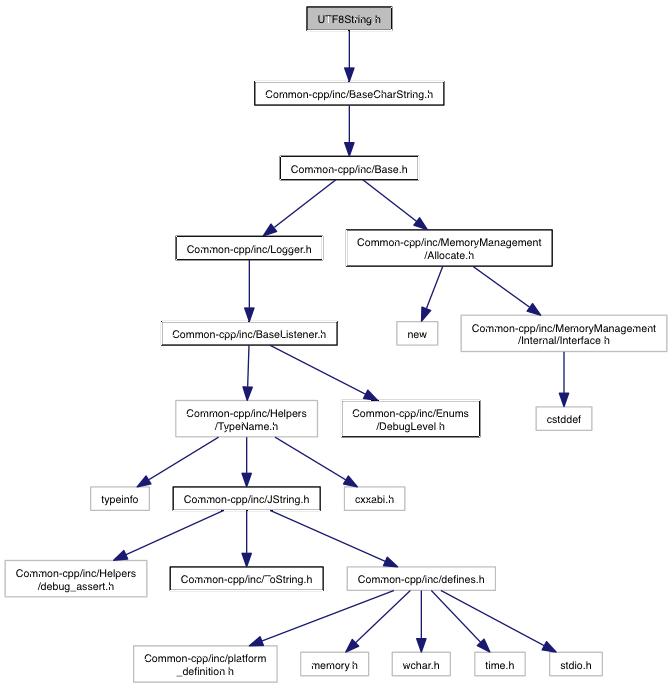 UTF8String.h
Common-cpp/inc/BaseCharString.h
Common-cpp/inc/Base.h
Common-cpp/inc/Logger.h
Common-cpp/inc/MemoryManagement
/Allocate.h
Common-cpp/inc/BaseListener.h
new
Common-cpp/inc/MemoryManagement
/Internal/Interface.h
Common-cpp/inc/Helpers
/TypeName.h
Common-cpp/inc/Enums
/DebugLevel.h
cstddef
typeinfo
Common-cpp/inc/JString.h
cxxabi.h
Common-cpp/inc/Helpers
/debug_assert.h
Common-cpp/inc/ToString.h
Common-cpp/inc/defines.h
Common-cpp/inc/platform
_definition.h
memory.h
wchar.h
time.h
stdio.h